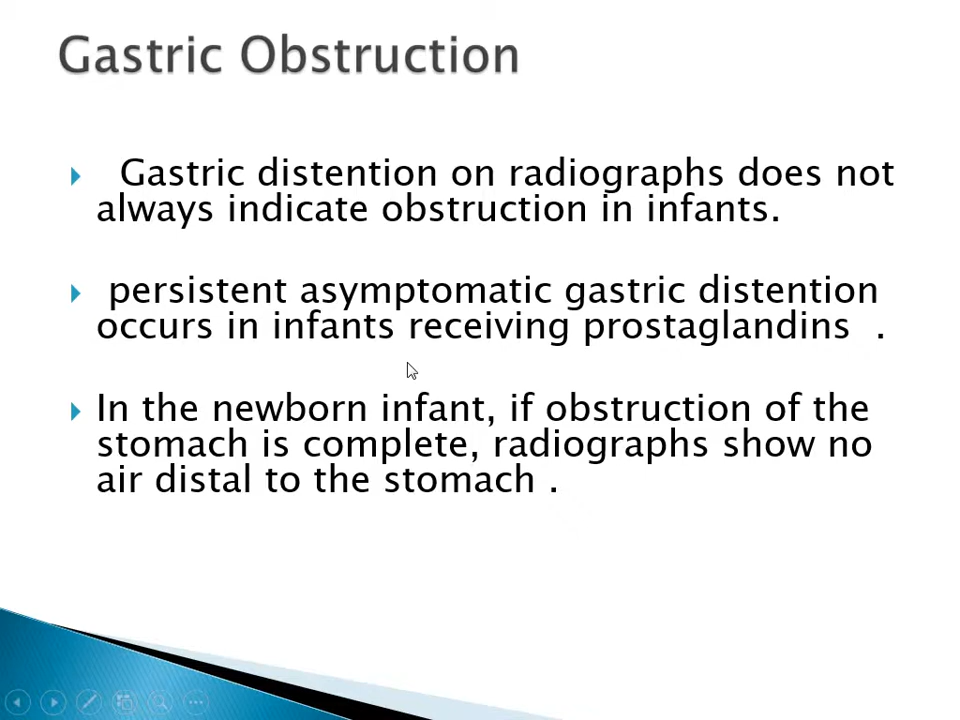 Gastric Obstruction
Gastric distention on radiographs does not
always indicate obstruction in infants.
persistent asymptomatic gastric distention
occurs in infants receiving prostaglandins .
In the newborn infant, if obstruction of the
stomach is complete, radiographs show no
air distal to the stomach .